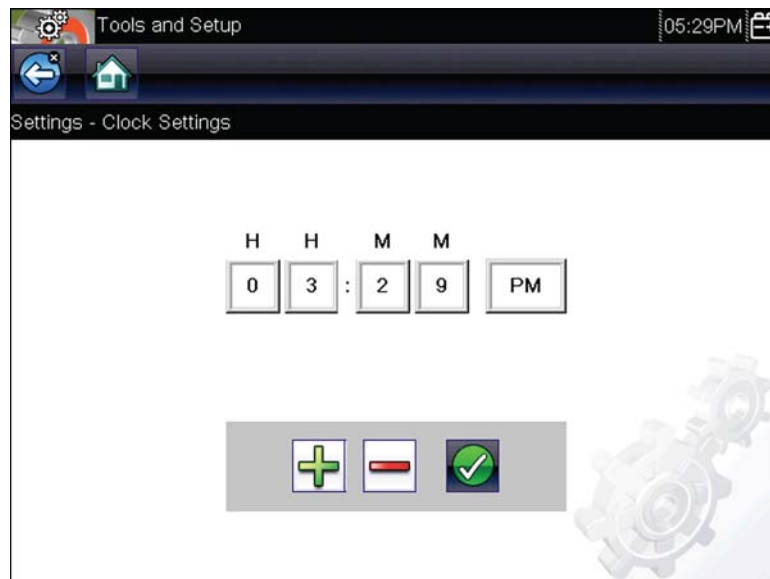 Tools and Setup 05:29PM
Settings - Clock Settings
H H M M
0 3 : 2 9 PM